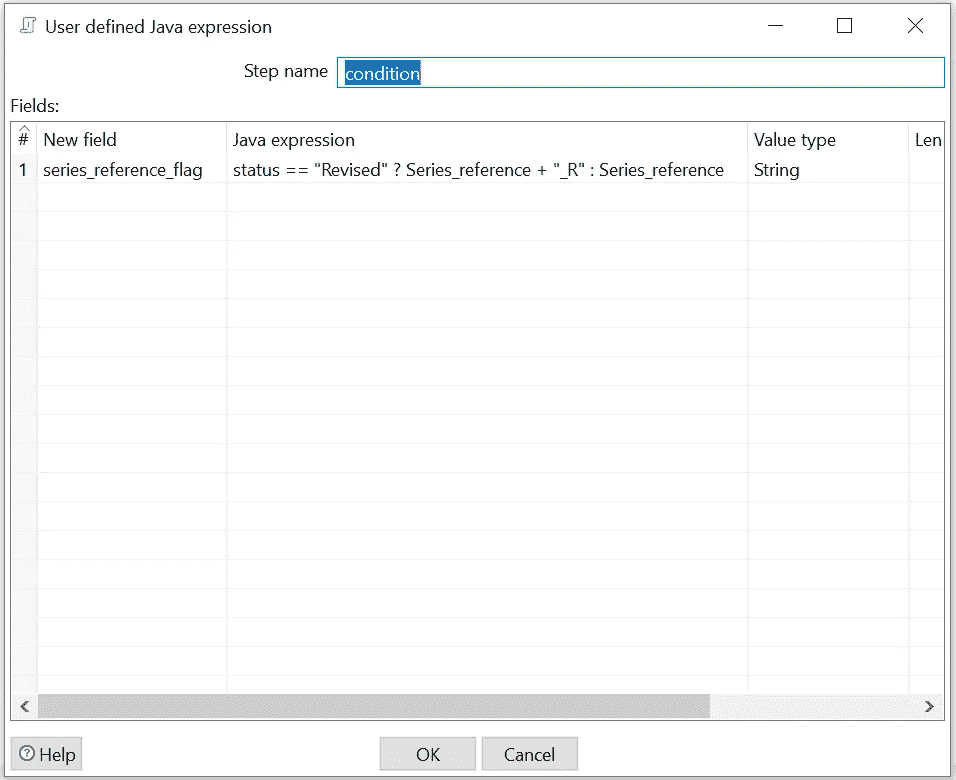 User defined Java expression
Step name condition
Fields:
# New field Java expression Value type Len
1 series_reference_flag status == "Revised" ? Series_reference + "_R" : Series_reference String
Help OK Cancel